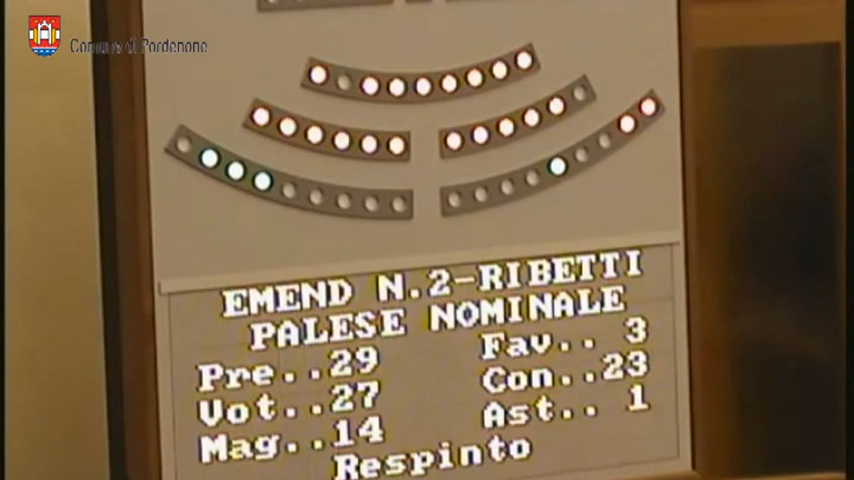 Comune di Pordenone
EMEND N.2-RIBETTI
PALESE NOMINALE
Pre..29 Fav.. 3
Vot..27 Con..23
Mag..14 Ast.. 1
Respinto